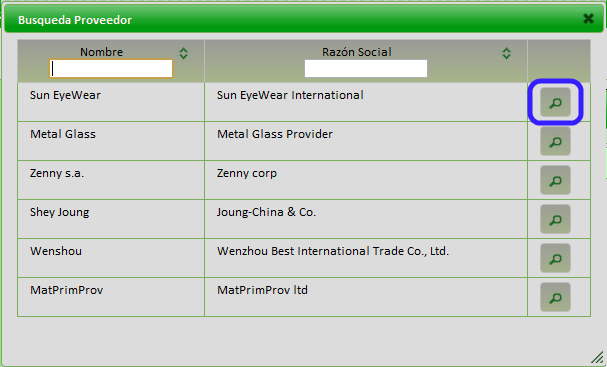 Busqueda Proveedor
Nombre Razón Social
Sun EyeWear Sun EyeWear International
Metal Glass Metal Glass Provider
Zenny s.a. Zenny corp
Shey Joung Joung-China & Co.
Wenshou Wenzhou Best International Trade Co., Ltd.
MatPrimProv MatPrimProv ltd